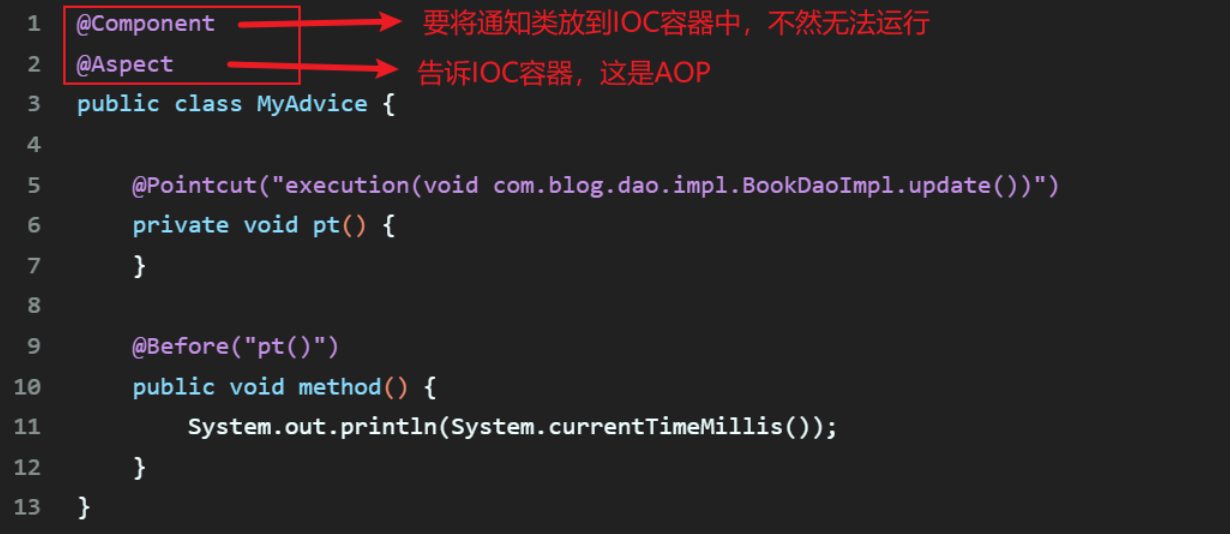 1 @Component 要将通知类放到IOC容器中，不然无法运行
2 @Aspect 告诉IOC容器，这是AOP
3 public class MyAdvice {
4
5 @Pointcut("execution(void com.blog.dao.impl.BookDaoImpl.update())")
6 private void pt() {
7 }
8
9 @Before("pt()")
10 public void method() {
11 System.out.println(System.currentTimeMillis());
12 }
13 }